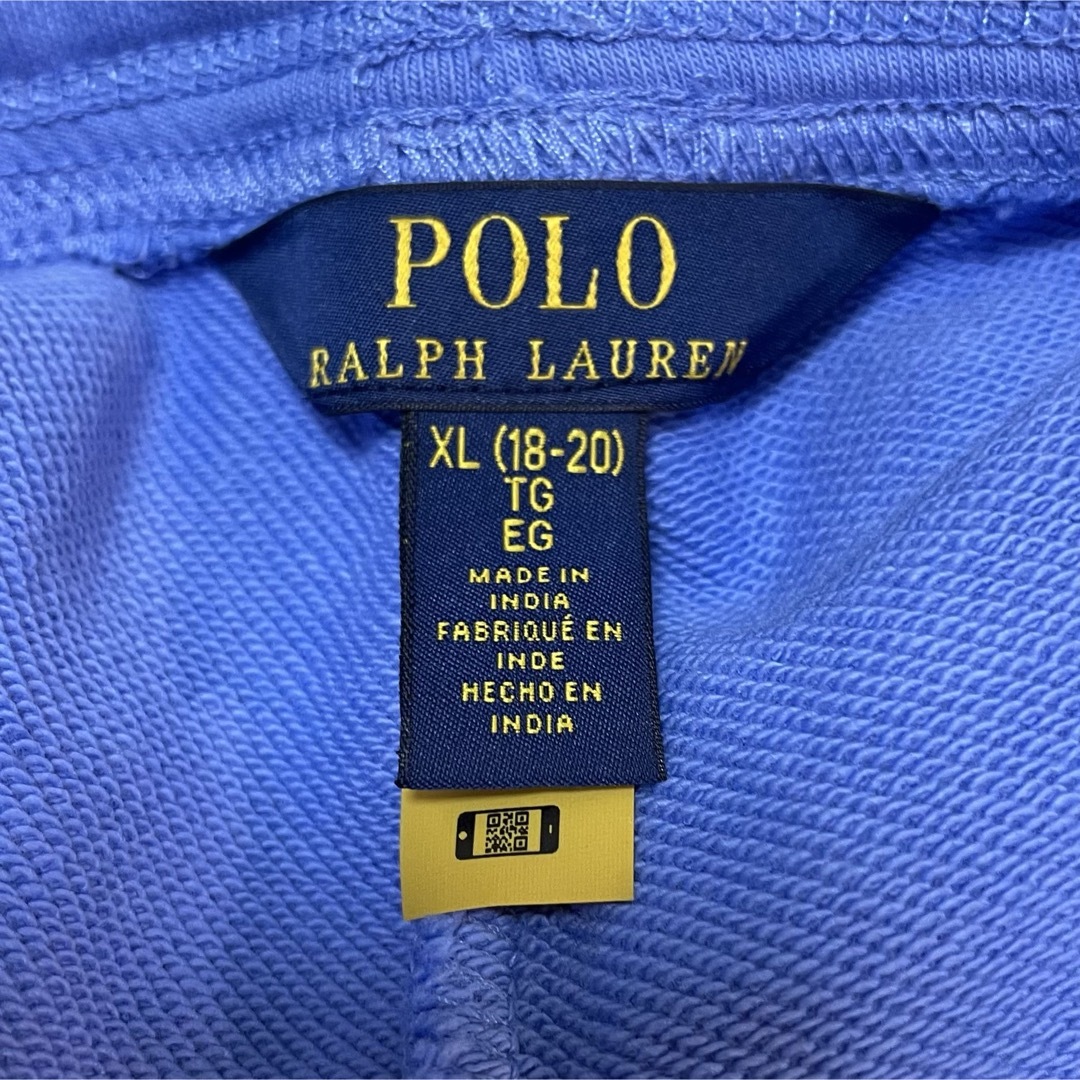 POLO
RALPH LAUREN
XL (18-20)
TG
EG
MADE IN
INDIA
FABRIQUÉ EN
INDE
HECHO EN
INDIA